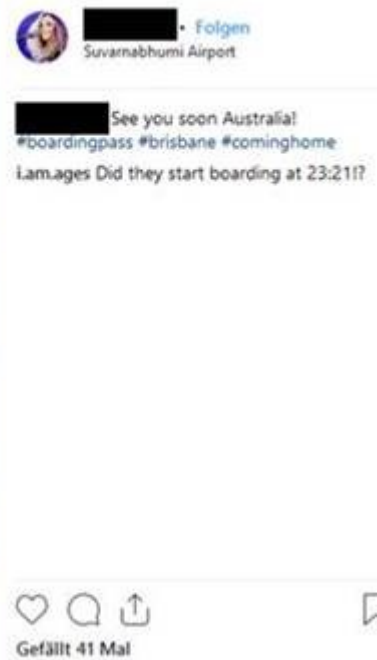 • Folgen
Suvarnabhumi Airport
See you soon Australia!
#boardingpass #brisbane #cominghome
i.am.ages Did they start boarding at 23:21!?
Gefällt 41 Mal